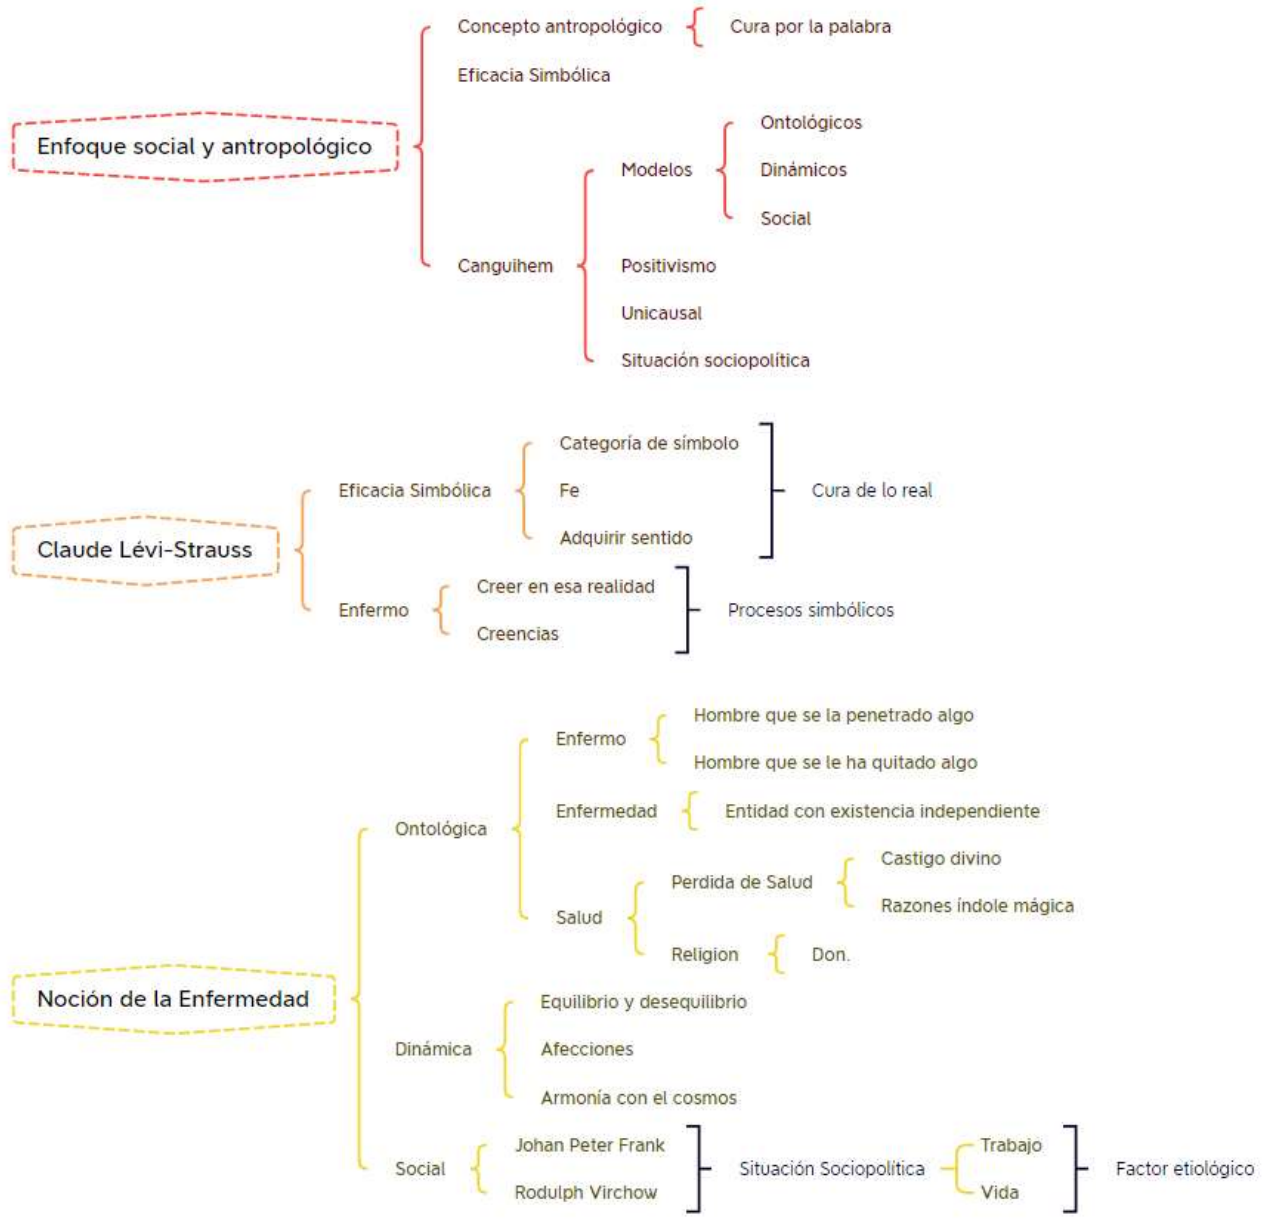 Concepto antropológico
Cura por la palabra
Eficacia Simbólica
Enfoque social y antropológico
Ontológicos
Modelos
Dinámicos
Social
Canguihem
Positivismo
Unicausal
Situación sociopolítica
Categoría de símbolo
Eficacia Simbólica
Fe
Cura de lo real
Adquirir sentido
Claude Lévi-Strauss
Creer en esa realidad
Enfermo
Procesos simbólicos
Creencias
Hombre que se la penetrado algo
Enfermo
Hombre que se le ha quitado algo
Enfermedad
Entidad con existencia independiente
Ontológica
Castigo divino
Perdida de Salud
Razones índole mágica
Salud
Religion
Don.
Noción de la Enfermedad
Equilibrio y desequilibrio
Dinámica
Afecciones
Armonía con el cosmos
Johan Peter Frank
Social
Rodulph Virchow
Situación Sociopolítica
Trabajo
Vida
Factor etiológico